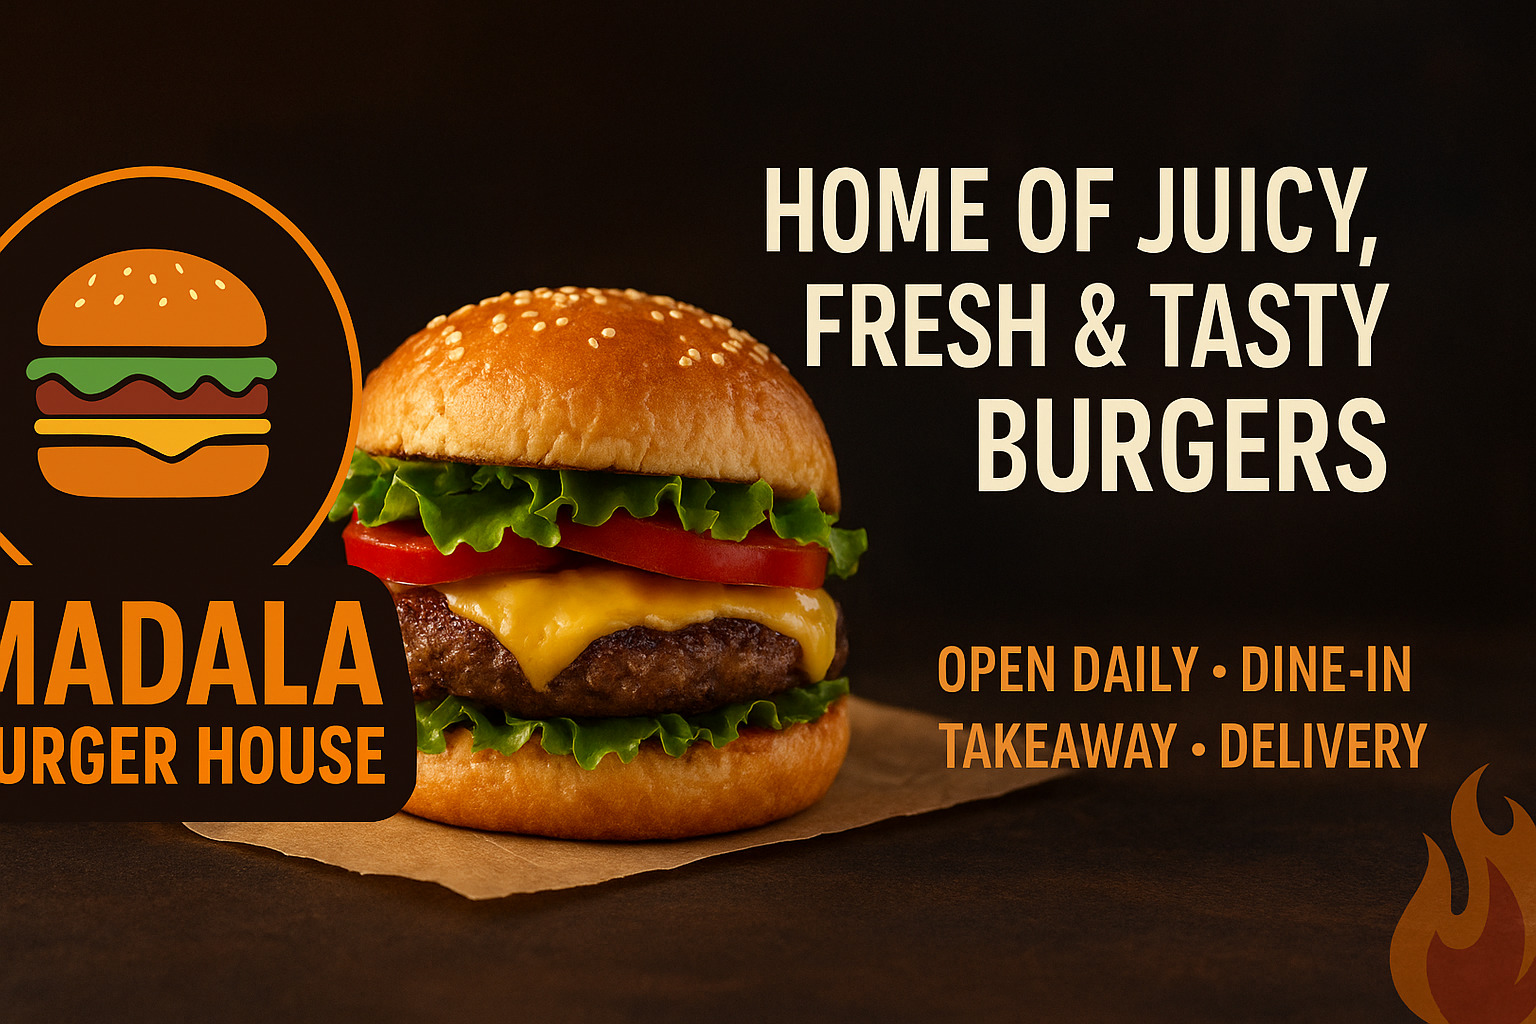 MADALA
URGER HOUSE
HOME OF JUICY,
FRESH & TASTY
BURGERS
OPEN DAILY • DINE-IN
TAKEAWAY • DELIVERY